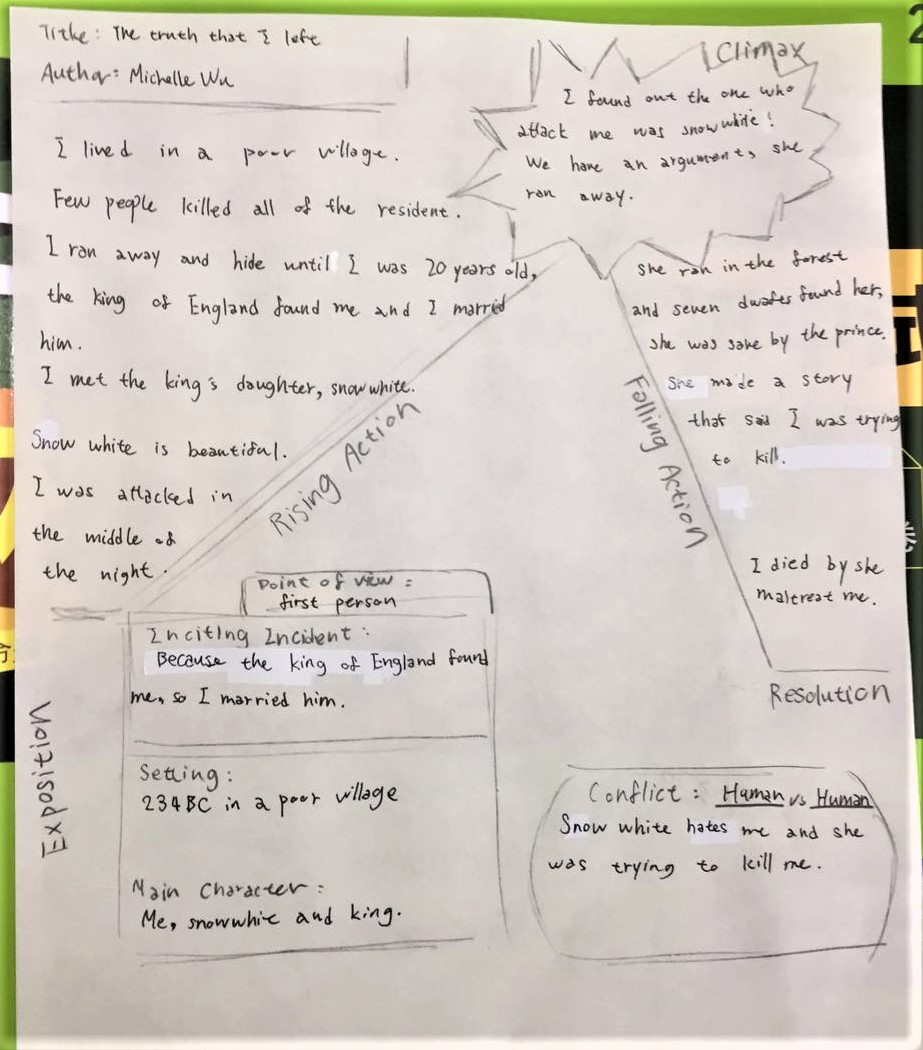 Title: The truth that I left
Author: Michelle Wu
I lived in a poor village.
Few people killed all of the resident.
I ran away and hide until I was 20 years old,
the king of England found me and I married
him.
I met the king's daughter, snow white.
Snow white is beautiful.
I was attacked in
the middle of
the night.
Rising Action
Climax
I found out the one who
attack me was snow white!
We have an argument, she
ran away.
she ran in the forest
and seven dwafes found her,
she was save by the prince.
She made a story
that said I was trying
to kill.
Falling Action
I died by she
maltreat me.
Resolution
Point of view:
first person
Inciting Incident:
Because the king of England found
me, so I married him.
Setting:
234BC in a poor village
Main Character:
Me, snowwhite and king.
Exposition
Conflict: Human vs Human
Snow white hates me and she
was trying to kill me.